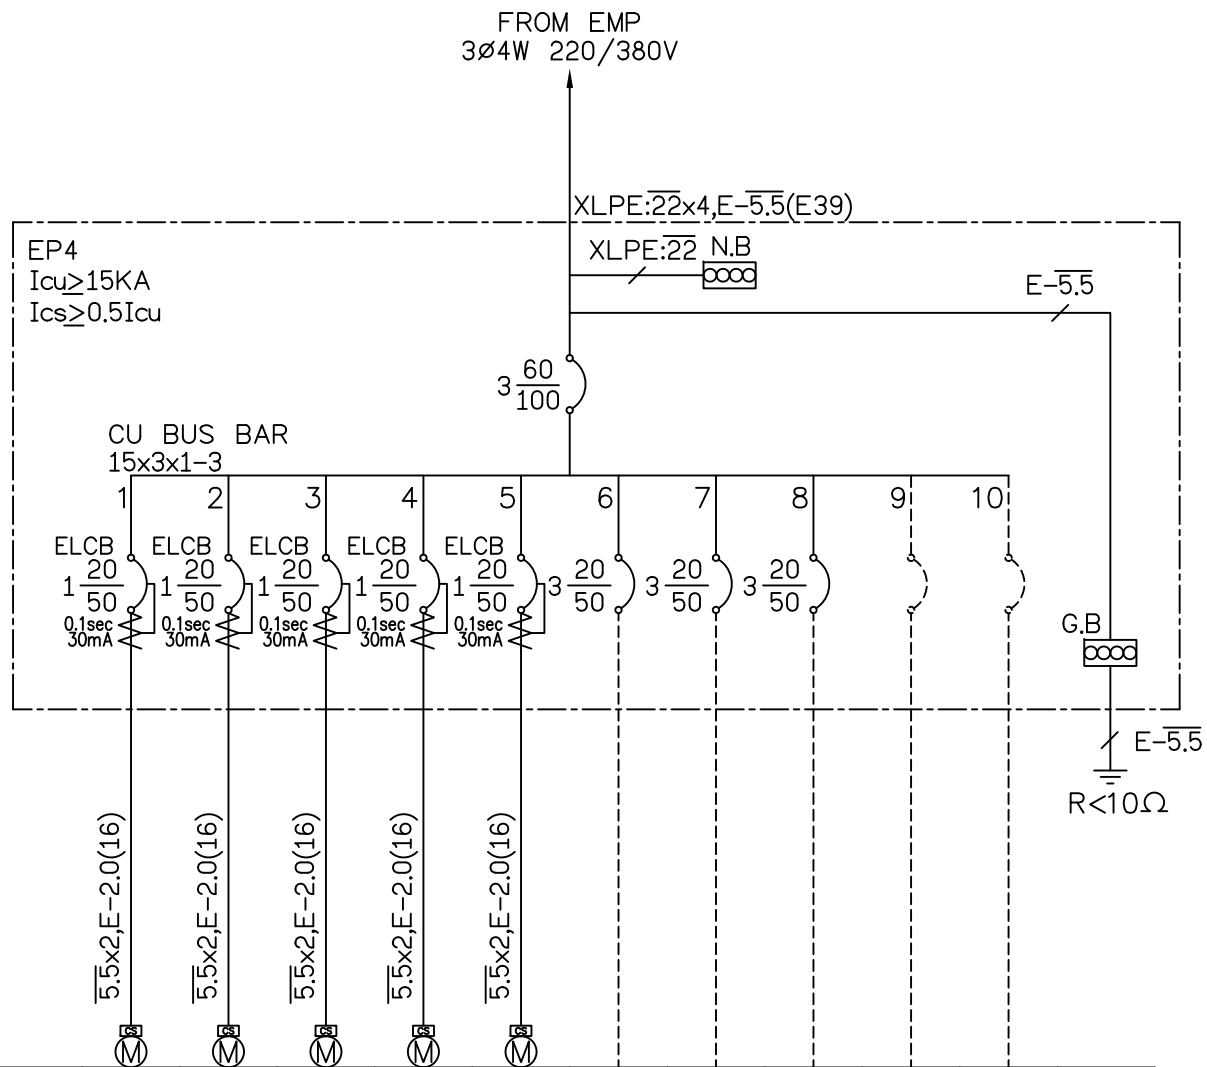 FROM EMP
3Ø4W 220/380V
XLPE:22x4,E-5.5(E39)
EP4
Icu≥15KA
Ics≥0.5Icu
XLPE:22 N.B
E-5.5
3 60/100
CU BUS BAR
15x3x1-3
1 2 3 4 5 6 7 8 9 10
ELCB ELCB ELCB ELCB ELCB
1 20/50 1 20/50 1 20/50 1 20/50 1 20/50 3 20/50 3 20/50 3 20/50
0.1sec 0.1sec 0.1sec 0.1sec 0.1sec
30mA 30mA 30mA 30mA 30mA
G.B
E-5.5
R<10Ω
5.5x2,E-2.0(16)
5.5x2,E-2.0(16)
5.5x2,E-2.0(16)
5.5x2,E-2.0(16)
5.5x2,E-2.0(16)
CS CS CS CS CS
M M M M M